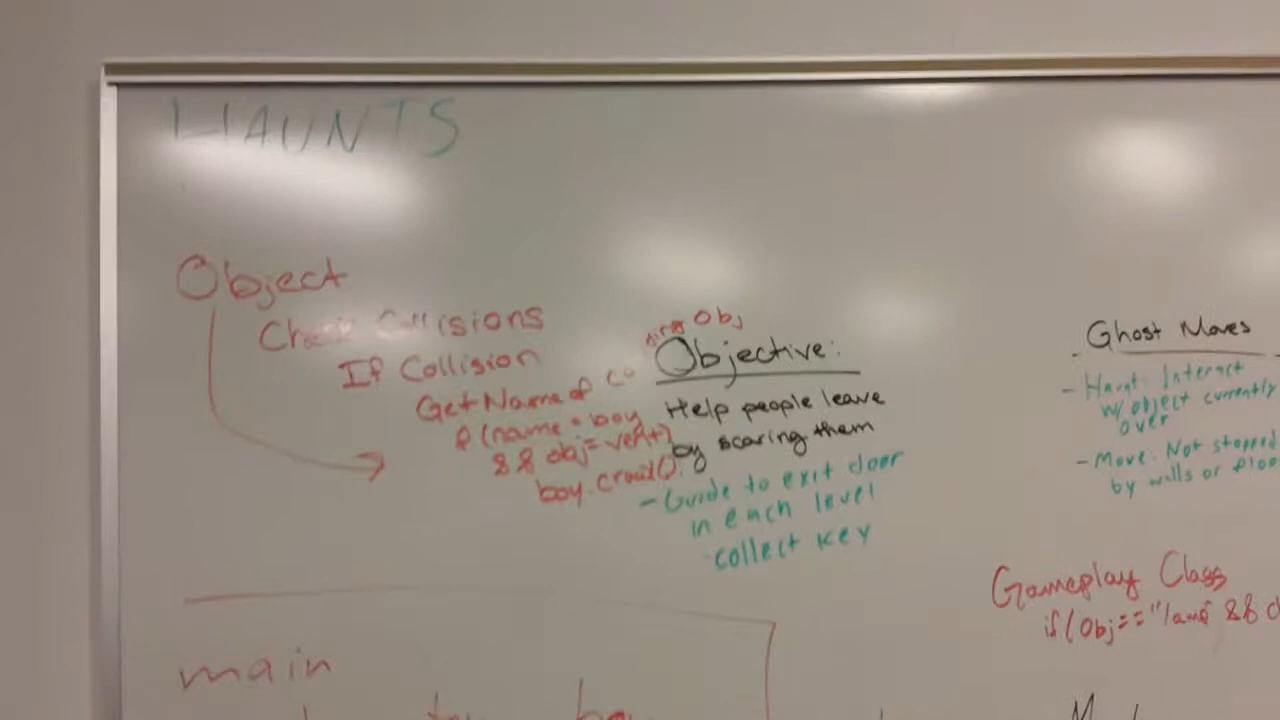 HAUNTS
Object
Check Collisions
If Collision
Get Name of
(name = boy
&& obj = vent)
boy.crawl();
Obj
Objective:
Help people leave
by scaring them
- Guide to exit door
in each level
collect key
Ghost Moves
- Haunt: Interact
w/ object currently
over
- Move: Not stopped
by walls or floo
Gameplay Class
if (Obj == "lamp" &&
main